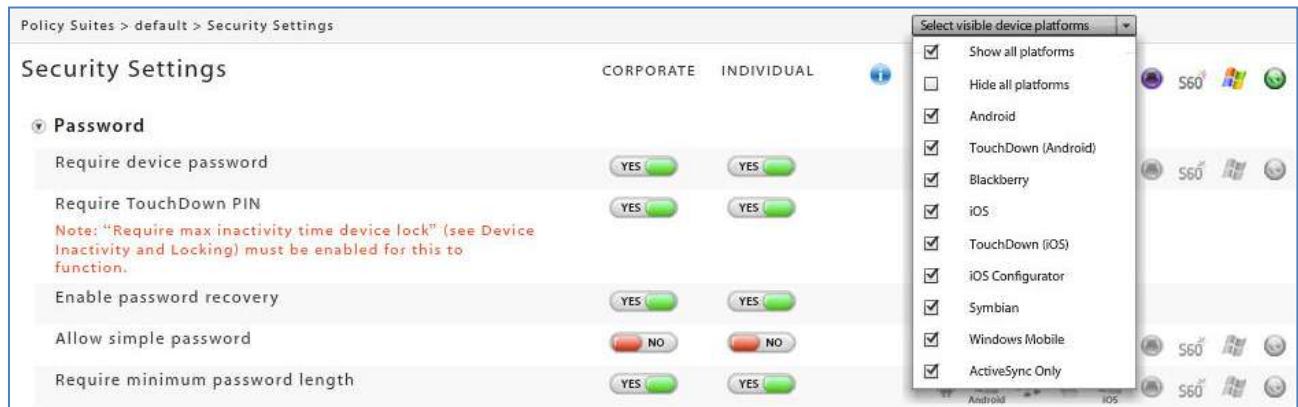 Policy Suites > default > Security Settings
Select visible device platforms
Security Settings
CORPORATE INDIVIDUAL
Show all platforms
Hide all platforms
Android
TouchDown (Android)
Blackberry
iOS
TouchDown (iOS)
iOS Configurator
Symbian
Windows Mobile
ActiveSync Only
S60
Password
Require device password
YES YES
S60
Require TouchDown PIN
YES YES
Note: “Require max inactivity time device lock” (see Device
Inactivity and Locking) must be enabled for this to
function.
Enable password recovery
YES YES
Allow simple password
NO NO
S60
Require minimum password length
YES YES
Android
iOS
S60